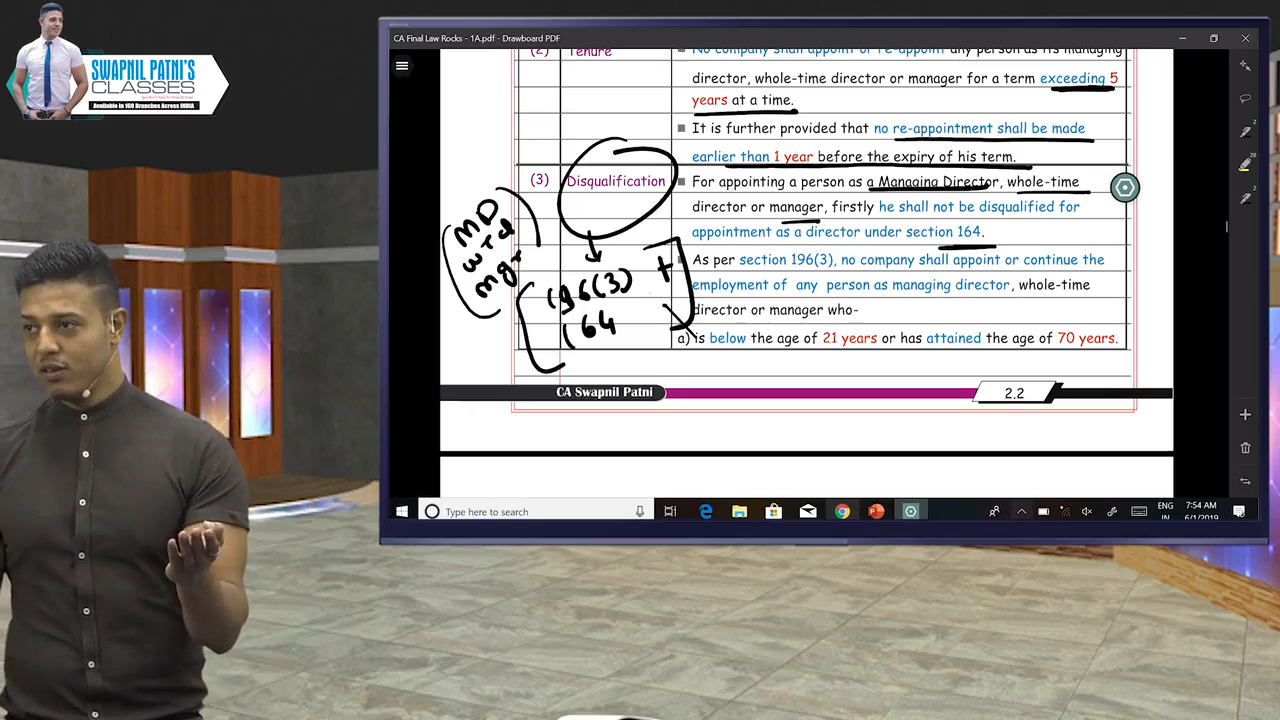 SWAPNIL PATNI'S
CLASSES
Available in 160 Branches Across INDIA
CA Final Law Rocks - 1A.pdf - Drawboard PDF
(2) Tenure
■ No company shall appoint or re-appoint any person as its managing
director, whole-time director or manager for a term exceeding 5
years at a time.
■ It is further provided that no re-appointment shall be made
earlier than 1 year before the expiry of his term.
(3) Disqualification
■ For appointing a person as a Managing Director, whole-time
director or manager, firstly he shall not be disqualified for
appointment as a director under section 164.
■ As per section 196(3), no company shall appoint or continue the
employment of any person as managing director, whole-time
director or manager who-
a) is below the age of 21 years or has attained the age of 70 years.
MD
WTD
mgr
196(3) +
164
CA Swapnil Patni
2.2
Type here to search
ENG
IN
7:54 AM
6/1/2019